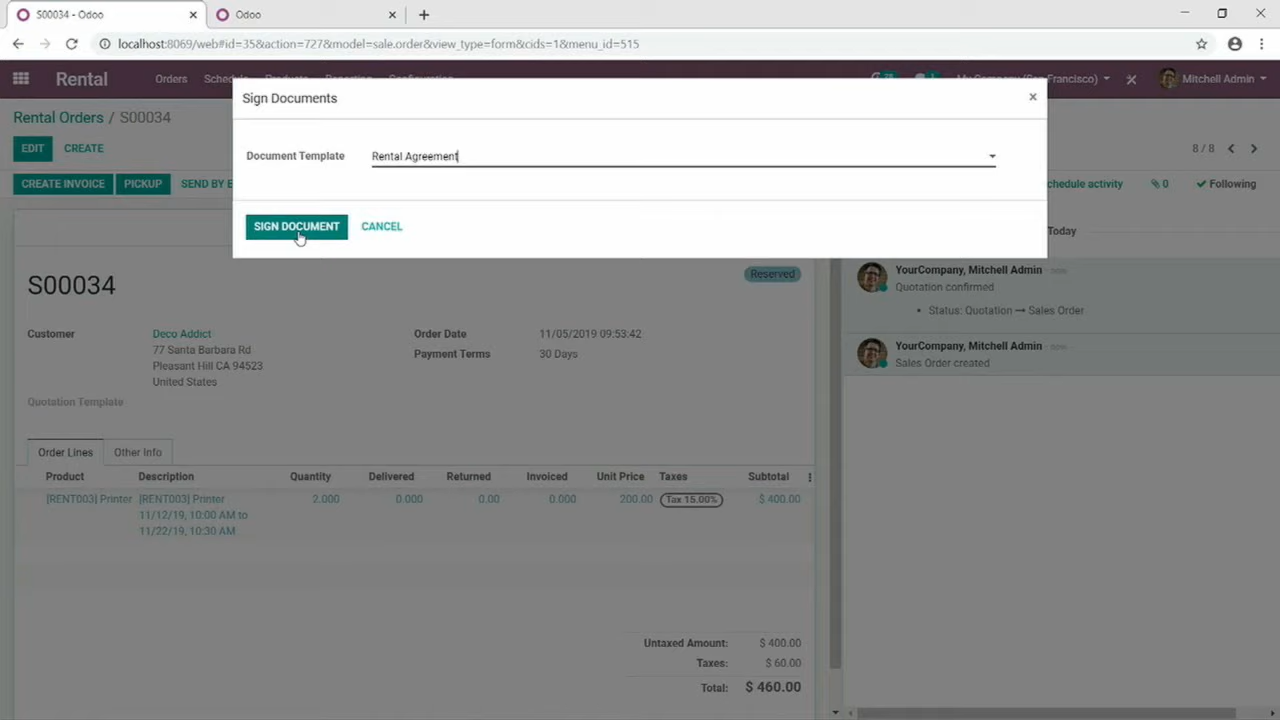 S00034 - Odoo
Odoo
localhost:8069/web#id=35&action=727&model=sale.order&view_type=form&cids=1&menu_id=515
Rental Orders
Mitchell Admin
Sign Documents
Rental Orders / S00034
EDIT CREATE
8 / 8
Document Template Rental Agreement
CREATE INVOICE PICKUP SEND BY E
chedule activity 0 Following
SIGN DOCUMENT CANCEL
Today
S00034
Reserved
YourCompany, Mitchell Admin - now
Quotation confirmed
• Status: Quotation → Sales Order
YourCompany, Mitchell Admin - now
Sales Order created
Customer Deco Addict
77 Santa Barbara Rd
Pleasant Hill CA 94523
United States
Order Date 11/05/2019 09:53:42
Payment Terms 30 Days
Quotation Template
Order Lines Other Info
Product Description Quantity Delivered Returned Invoiced Unit Price Taxes Subtotal
[RENT003] Printer [RENT003] Printer 2.000 0.000 0.00 0.000 200.00 Tax 15.00% $ 400.00
11/12/19, 10:00 AM to
11/22/19, 10:30 AM
Untaxed Amount: $ 400.00
Taxes: $ 60.00
Total: $ 460.00